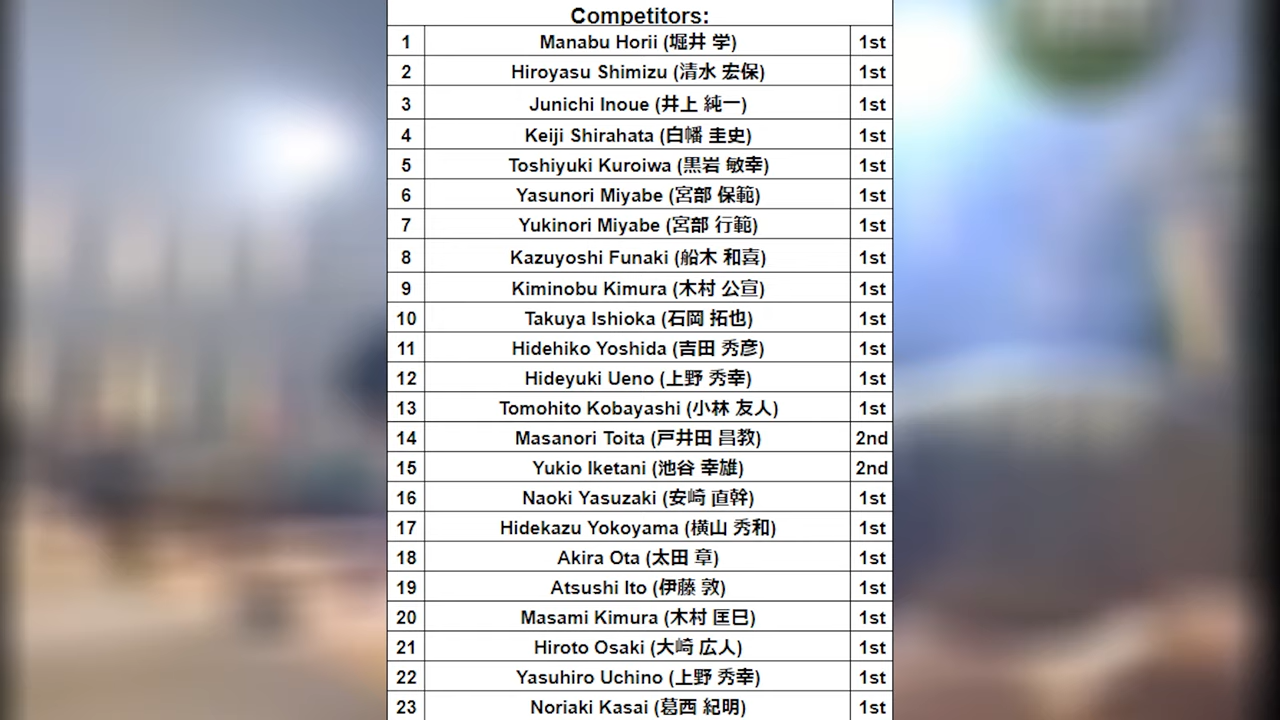 Competitors:
1 Manabu Horii (堀井 学) 1st
2 Hiroyasu Shimizu (清水 宏保) 1st
3 Junichi Inoue (井上 純一) 1st
4 Keiji Shirahata (白幡 圭史) 1st
5 Toshiyuki Kuroiwa (黒岩 敏幸) 1st
6 Yasunori Miyabe (宮部 保範) 1st
7 Yukinori Miyabe (宮部 行範) 1st
8 Kazuyoshi Funaki (船木 和喜) 1st
9 Kiminobu Kimura (木村 公宣) 1st
10 Takuya Ishioka (石岡 拓也) 1st
11 Hidehiko Yoshida (吉田 秀彦) 1st
12 Hideyuki Ueno (上野 秀幸) 1st
13 Tomohito Kobayashi (小林 友人) 1st
14 Masanori Toita (戸井田 昌教) 2nd
15 Yukio Iketani (池谷 幸雄) 2nd
16 Naoki Yasuzaki (安崎 直幹) 1st
17 Hidekazu Yokoyama (横山 秀和) 1st
18 Akira Ota (太田 章) 1st
19 Atsushi Ito (伊藤 敦) 1st
20 Masami Kimura (木村 匡巳) 1st
21 Hiroto Osaki (大崎 広人) 1st
22 Yasuhiro Uchino (上野 秀幸) 1st
23 Noriaki Kasai (葛西 紀明) 1st